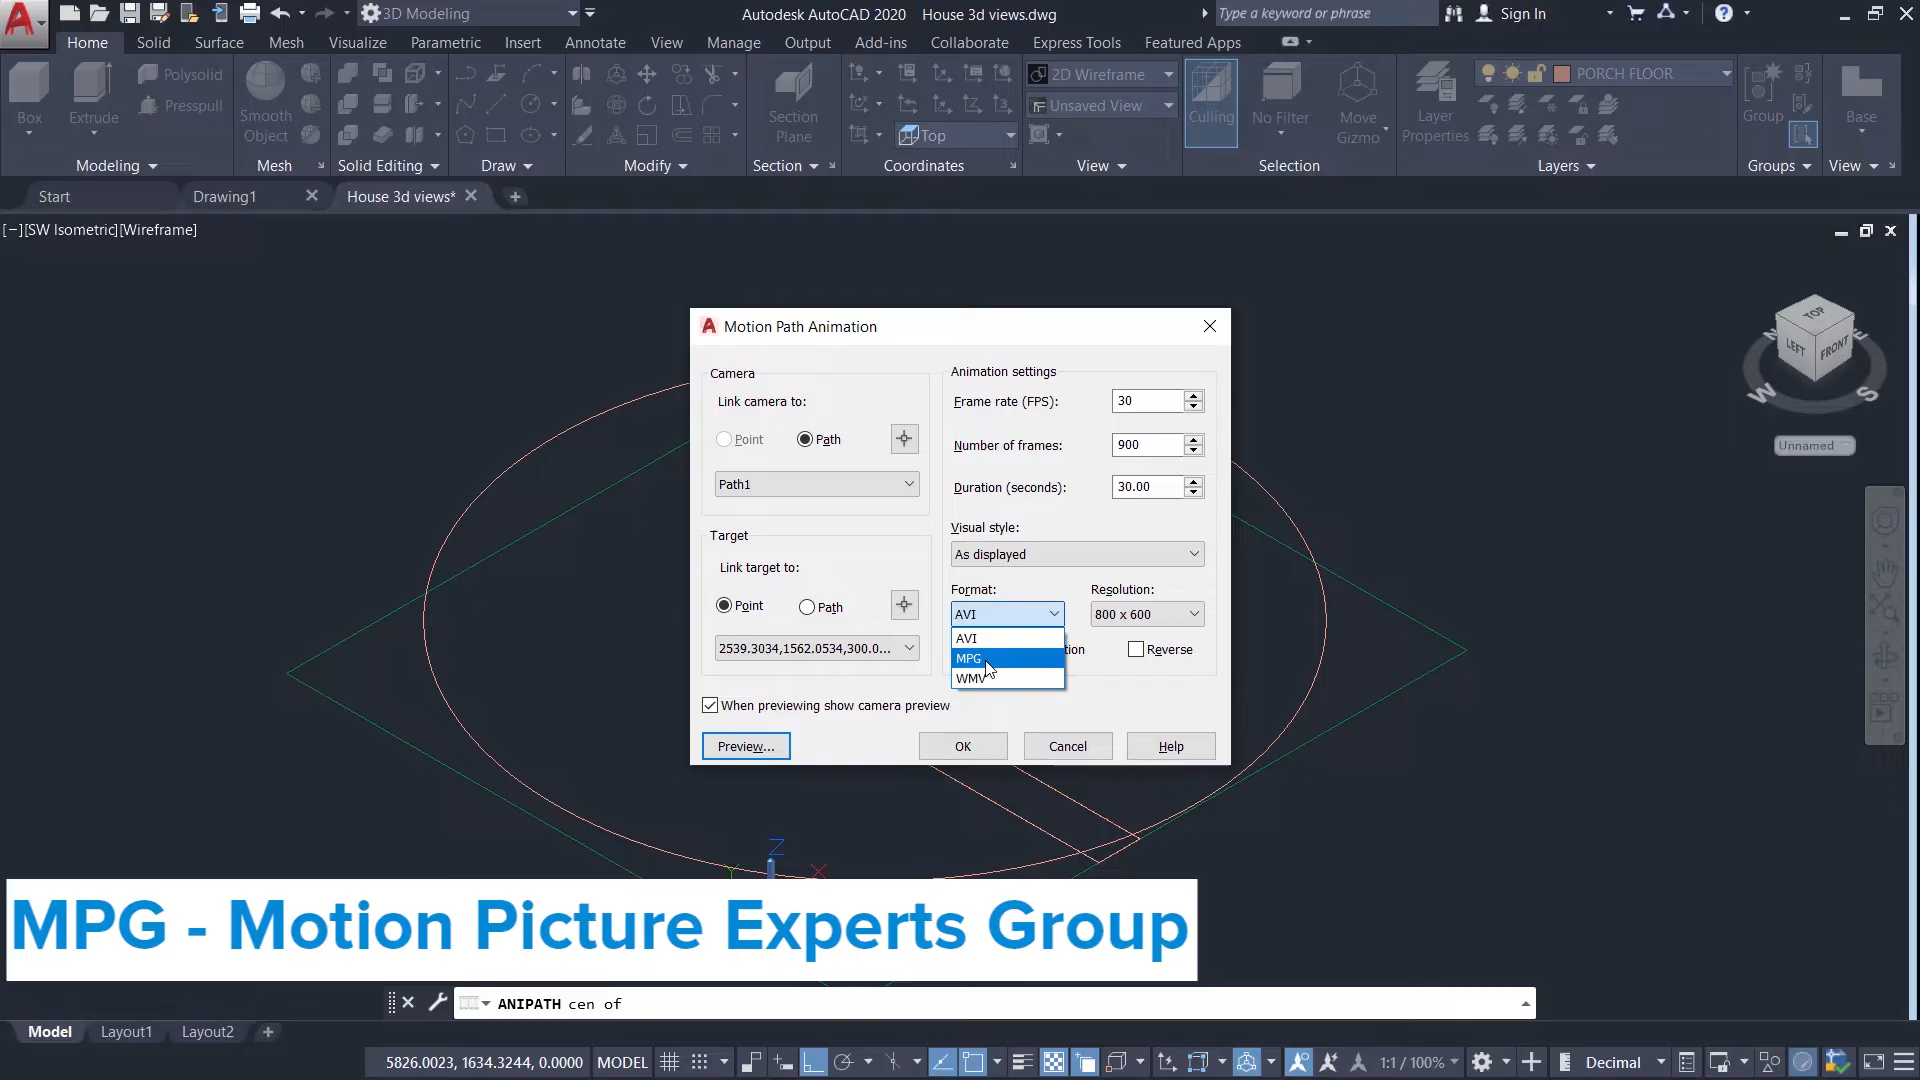 3D Modeling
Autodesk AutoCAD 2020 House 3d views.dwg
Type a keyword or phrase
Sign In
Home Solid Surface Mesh Visualize Parametric Insert Annotate View Manage Output Add-ins Collaborate Express Tools Featured Apps
Box
Extrude
Polysolid
Presspull
Smooth
Object
Section
Plane
Top
2D Wireframe
Unsaved View
Culling
No Filter
Move
Gizmo
Layer
Properties
PORCH FLOOR
Group
Base
Modeling
Mesh
Solid Editing
Draw
Modify
Section
Coordinates
View
Selection
Layers
Groups
View
Start
Drawing1
House 3d views*
[−][SW Isometric][Wireframe]
TOP
LEFT
FRONT
W
S
Unnamed
Motion Path Animation
Camera
Link camera to:
Point
Path
Path1
Target
Link target to:
Point
Path
2539.3034,1562.0534,300.0...
Animation settings
Frame rate (FPS):
30
Number of frames:
900
Duration (seconds):
30.00
Visual style:
As displayed
Format:
Resolution:
AVI
800 x 600
AVI
MPG
WMV
tion
Reverse
When previewing show camera preview
Preview...
OK
Cancel
Help
Z
Y
X
MPG - Motion Picture Experts Group
ANIPATH cen of
Model
Layout1
Layout2
5826.0023, 1634.3244, 0.0000
MODEL
1:1 / 100%
Decimal